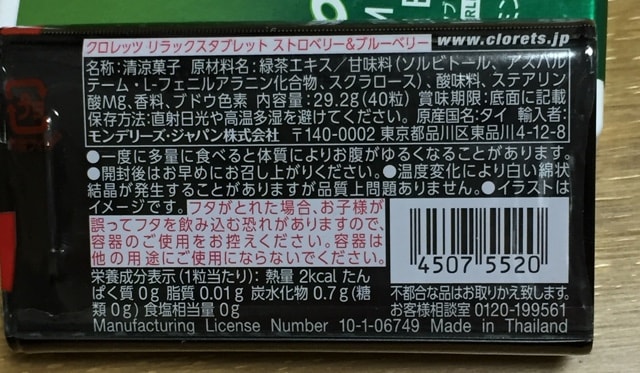 クロレッツ リラックスタブレット ストロベリー&ブルーベリー www.clorets.jp
名称:清涼菓子 原材料名:緑茶エキス/甘味料(ソルビトール、アスパル
テーム・L-フェニルアラニン化合物、スクラロース)、酸味料、ステアリン
酸Mg、香料、ブドウ色素 内容量:29.2g(40粒) 賞味期限:底面に記載
保存方法:直射日光や高温多湿を避けてください。 原産国名:タイ 輸入者:
モンデリーズ・ジャパン株式会社 〒140-0002 東京都品川区東品川4-12-8
●一度に多量に食べると体質によりお腹がゆるくなることがあります。
●開封後はお早めにお召し上がりください。●温度変化により白い綿状
結晶が発生することがありますが品質上問題ありません。●イラストは
イメージです。フタがとれた場合、お子様が
誤ってフタを飲み込む恐れがありますので、
容器のご使用をお控えください。容器は
他の用途にご使用にならないでください。
栄養成分表示(1粒当たり):熱量 2kcal たん
ぱく質 0g 脂質 0.01g 炭水化物 0.7g(糖
類 0g) 食塩相当量 0g
4507 5520
不都合な品はお取りかえ致します。
お客様相談室 0120-199561
Manufacturing License Number 10-1-06749 Made in Thailand